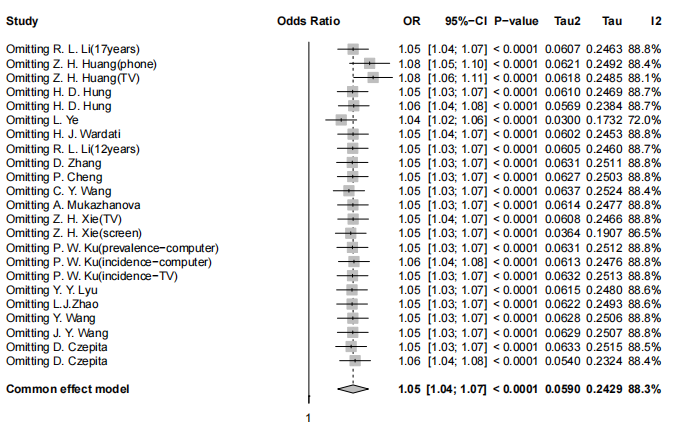 Study Odds Ratio OR 95%−CI P−value Tau2 Tau I2
Omitting R. L. Li(17years) 1.05 [1.04; 1.07] < 0.0001 0.0607 0.2463 88.8%
Omitting Z. H. Huang(phone) 1.08 [1.05; 1.10] < 0.0001 0.0621 0.2492 88.4%
Omitting Z. H. Huang(TV) 1.08 [1.06; 1.11] < 0.0001 0.0618 0.2485 88.1%
Omitting H. D. Hung 1.05 [1.03; 1.07] < 0.0001 0.0610 0.2469 88.8%
Omitting H. D. Hung 1.06 [1.04; 1.08] < 0.0001 0.0569 0.2384 88.7%
Omitting L. Ye 1.04 [1.02; 1.06] < 0.0001 0.0300 0.1732 72.0%
Omitting H. J. Wardati 1.05 [1.04; 1.07] < 0.0001 0.0602 0.2453 88.8%
Omitting R. L. Li(12years) 1.05 [1.03; 1.07] < 0.0001 0.0605 0.2460 88.8%
Omitting D. Zhang 1.05 [1.03; 1.07] < 0.0001 0.0631 0.2511 88.8%
Omitting P. Cheng 1.05 [1.03; 1.07] < 0.0001 0.0627 0.2503 88.8%
Omitting C. Y. Wang 1.05 [1.03; 1.07] < 0.0001 0.0637 0.2524 88.4%
Omitting A. Mukazhanova 1.05 [1.03; 1.07] < 0.0001 0.0614 0.2477 88.8%
Omitting Z. H. Xie(TV) 1.05 [1.04; 1.07] < 0.0001 0.0608 0.2466 88.8%
Omitting Z. H. Xie(screen) 1.05 [1.03; 1.07] < 0.0001 0.0364 0.1907 86.5%
Omitting P. W. Ku(prevalence−computer) 1.05 [1.03; 1.07] < 0.0001 0.0631 0.2512 88.8%
Omitting P. W. Ku(incidence−computer) 1.06 [1.04; 1.08] < 0.0001 0.0613 0.2476 88.8%
Omitting P. W. Ku(incidence−TV) 1.05 [1.03; 1.07] < 0.0001 0.0632 0.2513 88.8%
Omitting Y. Y. Lyu 1.05 [1.03; 1.07] < 0.0001 0.0615 0.2480 88.8%
Omitting L.J.Zhao 1.05 [1.03; 1.07] < 0.0001 0.0622 0.2493 88.8%
Omitting Y. Wang 1.05 [1.03; 1.07] < 0.0001 0.0628 0.2506 88.8%
Omitting J. Y. Wang 1.05 [1.03; 1.07] < 0.0001 0.0629 0.2507 88.8%
Omitting D. Czepita 1.05 [1.03; 1.07] < 0.0001 0.0633 0.2515 88.8%
Omitting D. Czepita 1.06 [1.04; 1.08] < 0.0001 0.0540 0.2324 88.4%
Common effect model 1.05 [1.04; 1.07] < 0.0001 0.0590 0.2429 88.3%
1